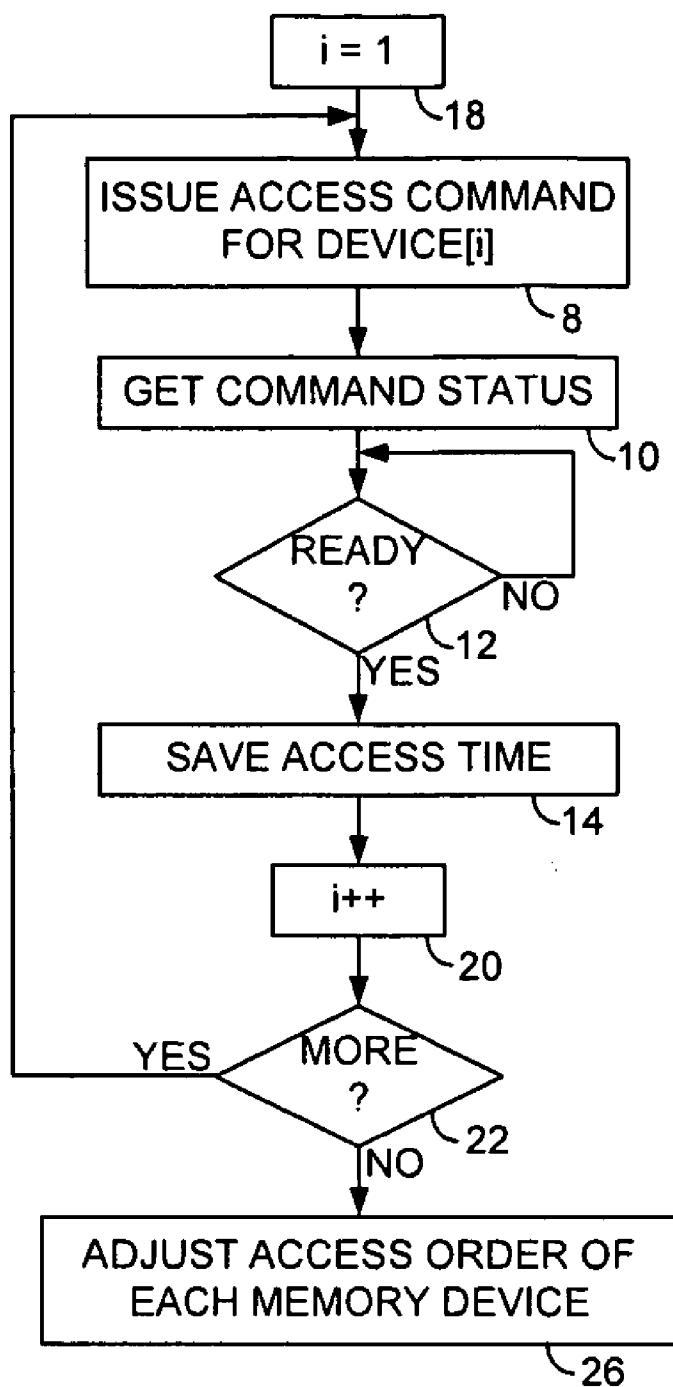 i = 1
18
ISSUE ACCESS COMMAND
FOR DEVICE[i]
8
GET COMMAND STATUS
10
READY
?
NO
12
YES
SAVE ACCESS TIME
14
i++
20
YES
MORE
?
22
NO
ADJUST ACCESS ORDER OF
EACH MEMORY DEVICE
26